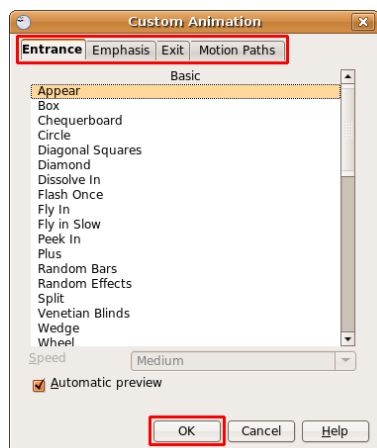 Custom Animation
Entrance Emphasis Exit Motion Paths
Basic
Appear
Box
Chequerboard
Circle
Diagonal Squares
Diamond
Dissolve In
Flash Once
Fly In
Fly in Slow
Peek In
Plus
Random Bars
Random Effects
Split
Venetian Blinds
Wedge
Wheel
Speed Medium
Automatic preview
OK Cancel Help